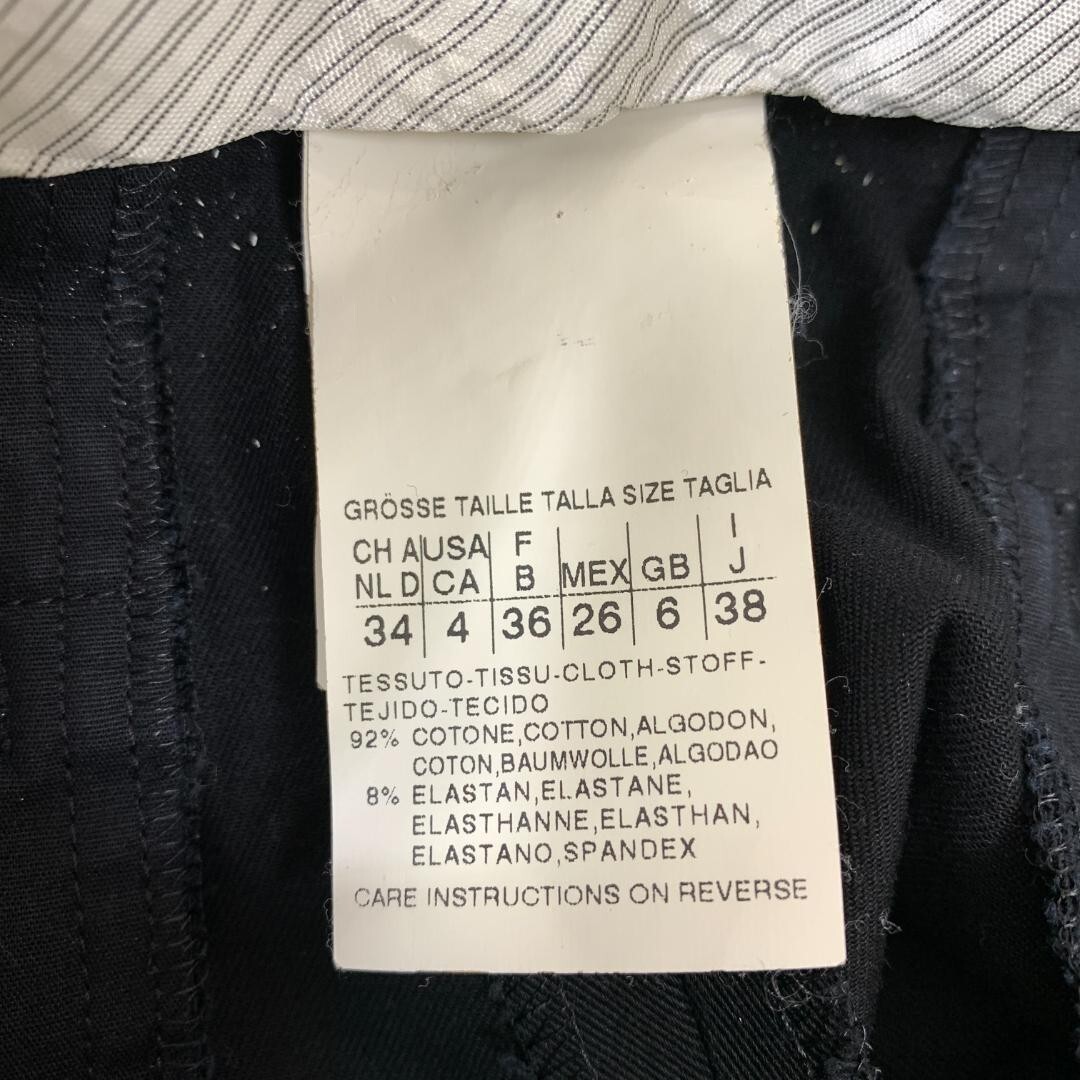 GRÖSSE TAILLE TALLA SIZE TAGLIA
CH A USA F MEX GB I
NL D CA B J
34 4 36 26 6 38
TESSUTO-TISSU-CLOTH-STOFF-
TEJIDO-TECIDO
92% COTONE,COTTON,ALGODON,
COTON,BAUMWOLLE,ALGODAO
8% ELASTAN,ELASTANE,
ELASTHANNE,ELASTHAN,
ELASTANO,SPANDEX
CARE INSTRUCTIONS ON REVERSE